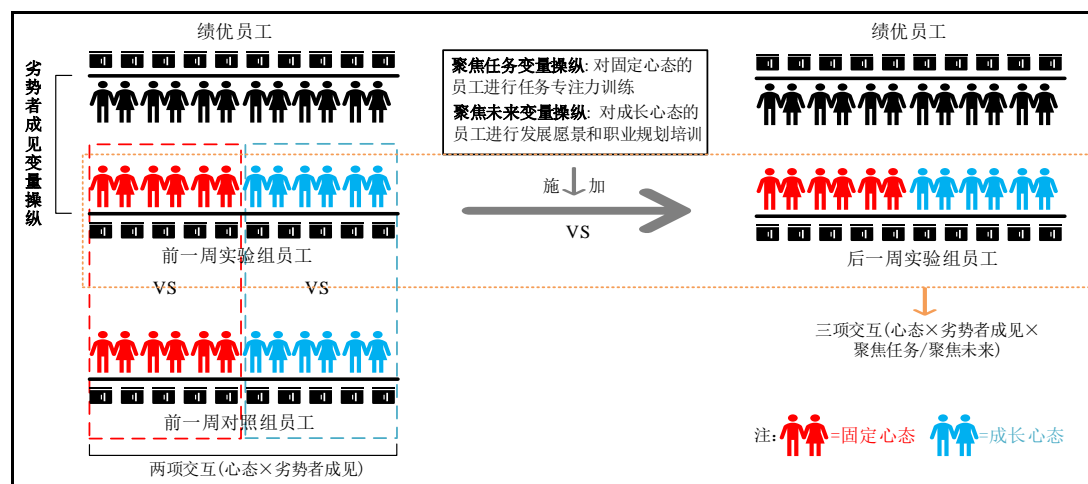 绩优员工
劣势者成见变量操纵
前一周实验组员工
VS
VS
前一周对照组员工
两项交互(心态×劣势者成见)
聚焦任务变量操纵: 对固定心态的
员工进行任务专注力训练
聚焦未来变量操纵: 对成长心态的
员工进行发展愿景和职业规划培训
施加
VS
绩优员工
后一周实验组员工
三项交互(心态×劣势者成见×
聚焦任务/聚焦未来)
注: =固定心态 =成长心态